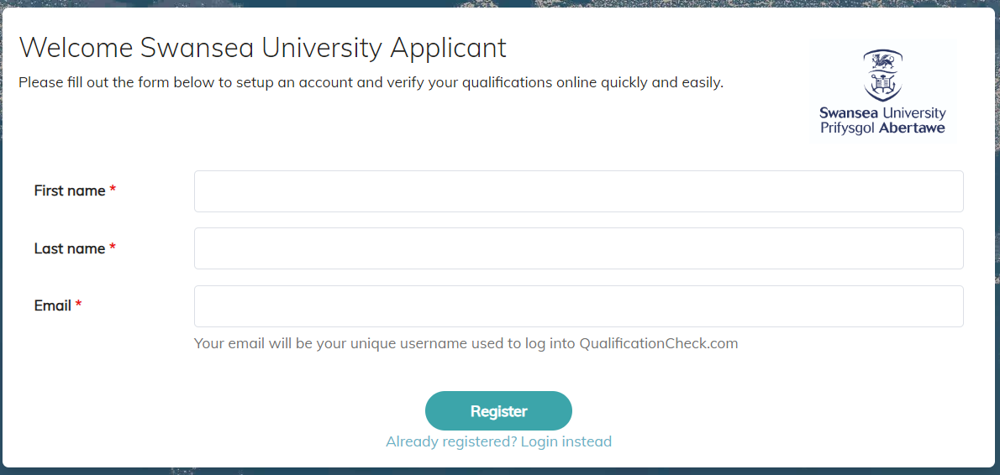 Welcome Swansea University Applicant
Please fill out the form below to setup an account and verify your qualifications online quickly and easily.
Swansea University
Prifysgol Abertawe
First name *
Last name *
Email *
Your email will be your unique username used to log into QualificationCheck.com
Register
Already registered? Login instead